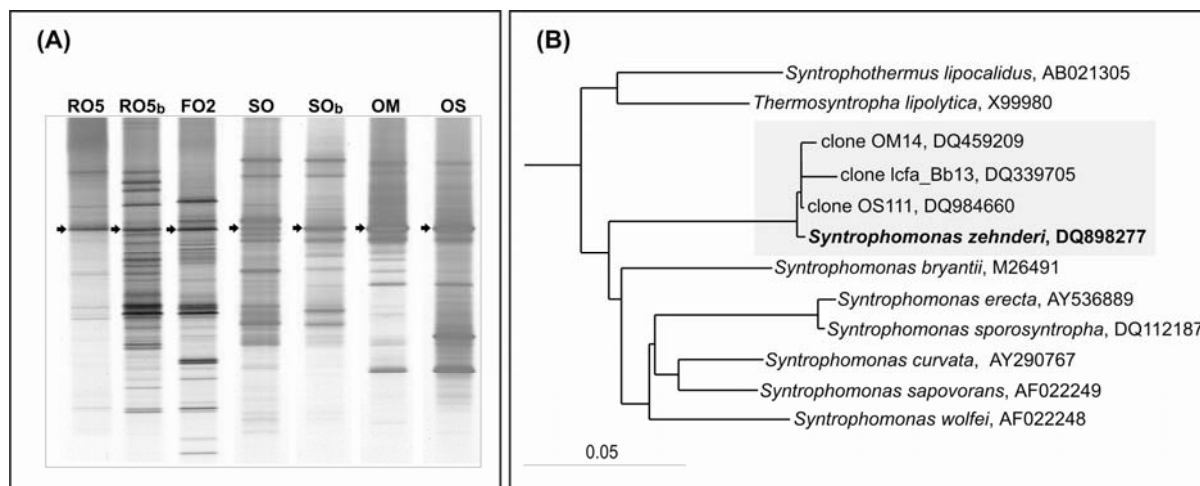 (A)
RO5 RO5b FO2 SO SOb OM OS
(B)
Syntrophothermus lipocalidus, AB021305
Thermosyntropha lipolytica, X99980
clone OM14, DQ459209
clone lcfa_Bb13, DQ339705
clone OS111, DQ984660
Syntrophomonas zehnderi, DQ898277
Syntrophomonas bryantii, M26491
Syntrophomonas erecta, AY536889
Syntrophomonas sporosyntropha, DQ112187
Syntrophomonas curvata, AY290767
Syntrophomonas sapovorans, AF022249
Syntrophomonas wolfei, AF022248
0.05